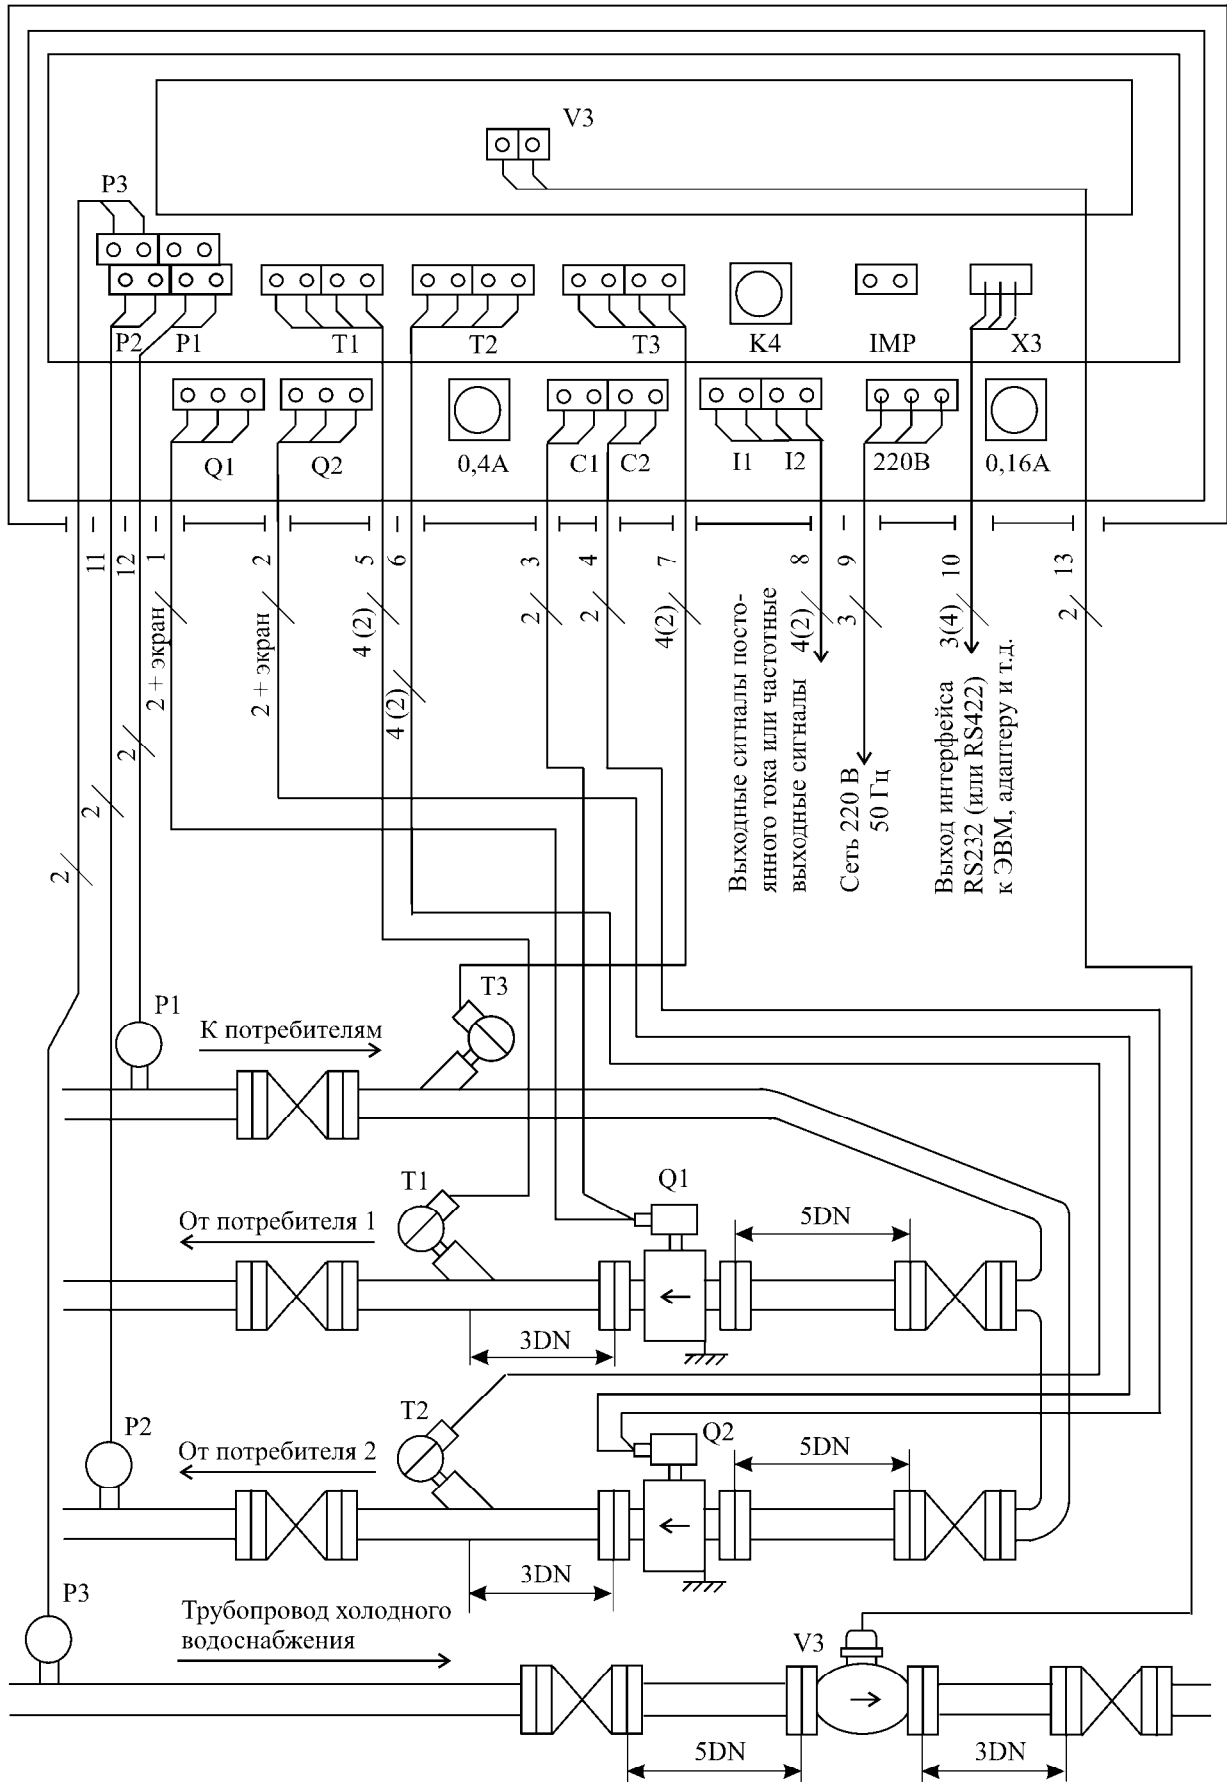 V3
P3
P2
P1
T1
T2
T3
K4
IMP
X3
Q1
Q2
0,4A
C1
C2
I1
I2
220В
0,16A
11
12
1
2
5
6
3
4
7
8
9
10
13
2
2
2
2 + экран
2 + экран
4 (2)
4 (2)
2
2
4(2)
4(2)
3
3(4)
2
Выходные сигналы посто-
янного тока или частотные
выходные сигналы
Сеть 220 В
50 Гц
Выход интерфейса
RS232 (или RS422)
к ЭВМ, адаптеру и т.д.
P1
К потребителям
T3
T1
От потребителя 1
Q1
5DN
3DN
P2
T2
От потребителя 2
Q2
5DN
3DN
P3
Трубопровод холодного
водоснабжения
V3
5DN
3DN